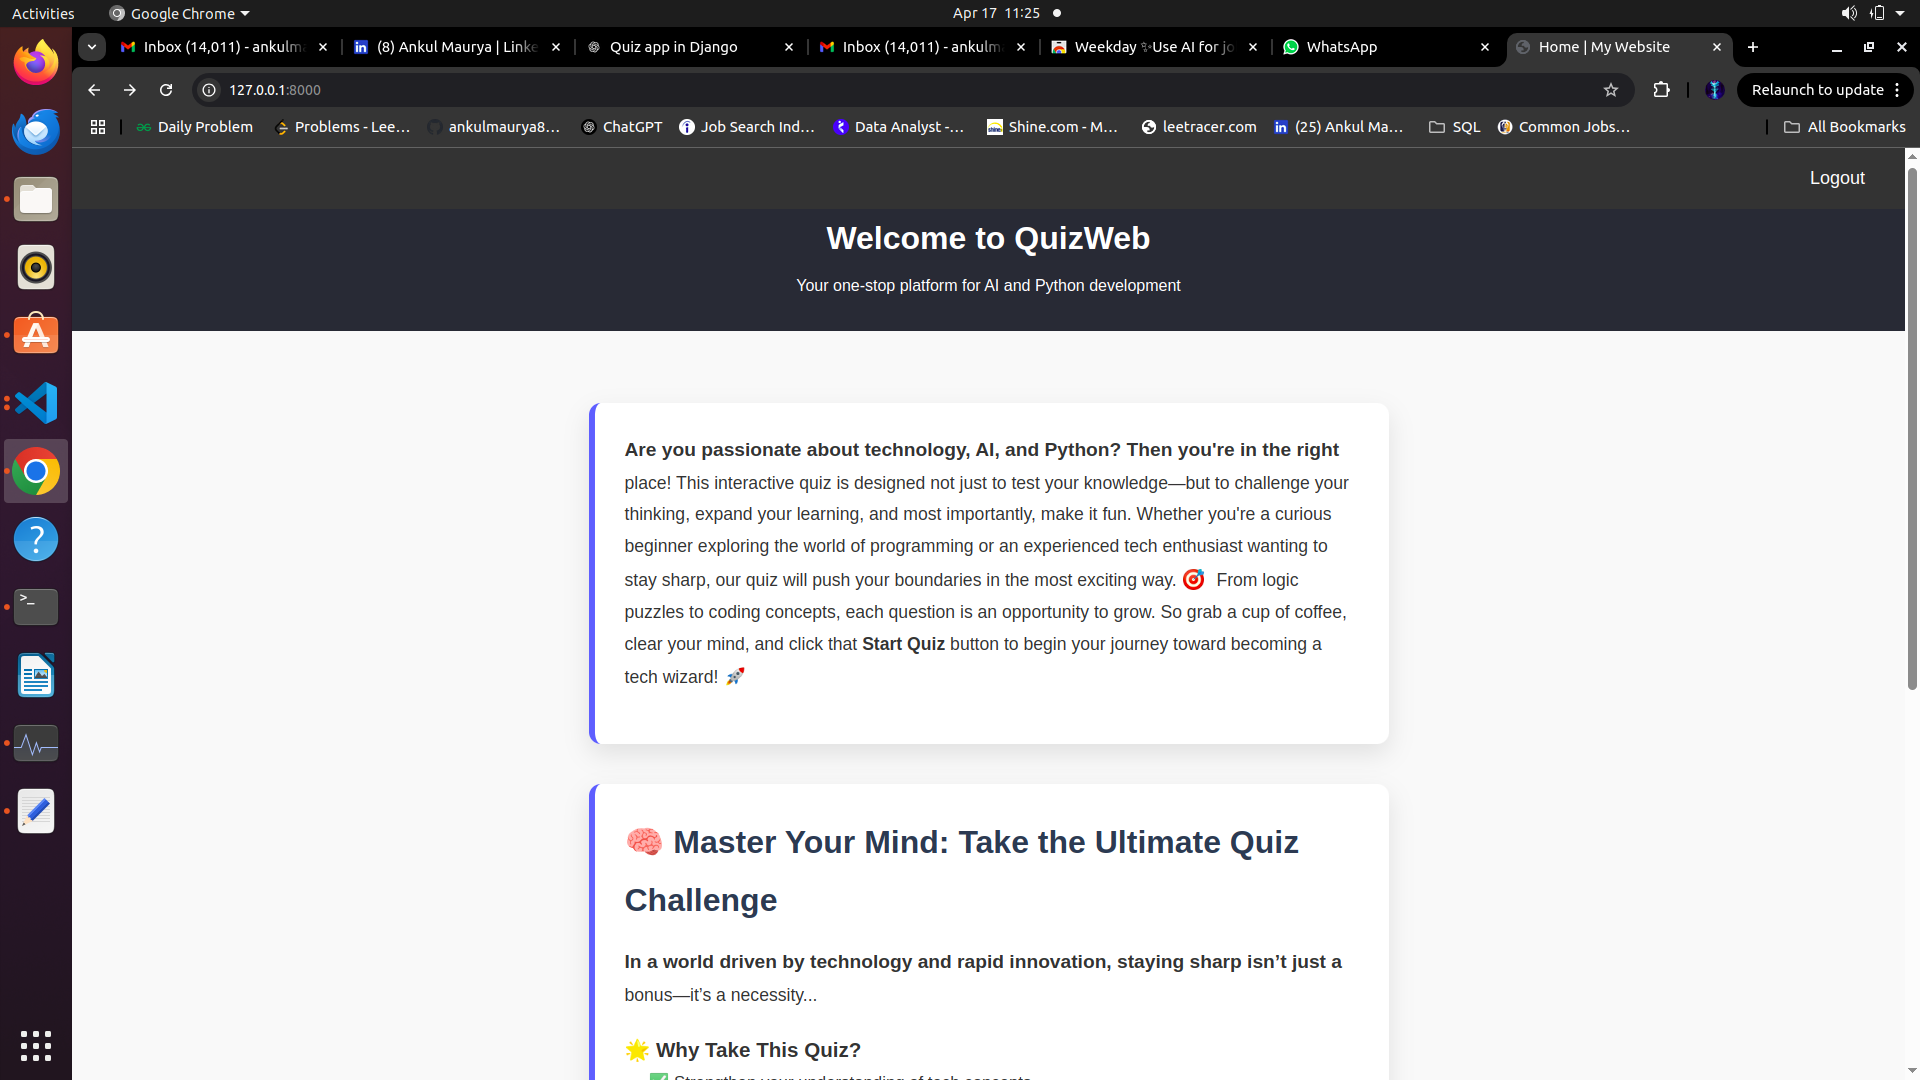 Activities
Google Chrome
Apr 17 11:25
Inbox (14,011) - ankulm
(8) Ankul Maurya | Linke
Quiz app in Django
Inbox (14,011) - ankulm
Weekday ✨Use AI for jo
WhatsApp
Home | My Website
127.0.0.1:8000
Relaunch to update
Daily Problem
Problems - Lee...
ankulmaurya8...
ChatGPT
Job Search Ind...
Data Analyst -...
Shine.com - M...
leetracer.com
(25) Ankul Ma...
SQL
Common Jobs...
All Bookmarks
Logout
Welcome to QuizWeb
Your one-stop platform for AI and Python development
Are you passionate about technology, AI, and Python? Then you're in the right
place! This interactive quiz is designed not just to test your knowledge—but to challenge your
thinking, expand your learning, and most importantly, make it fun. Whether you're a curious
beginner exploring the world of programming or an experienced tech enthusiast wanting to
stay sharp, our quiz will push your boundaries in the most exciting way. 🎯 From logic
puzzles to coding concepts, each question is an opportunity to grow. So grab a cup of coffee,
clear your mind, and click that Start Quiz button to begin your journey toward becoming a
tech wizard! 🚀
🧠 Master Your Mind: Take the Ultimate Quiz
Challenge
In a world driven by technology and rapid innovation, staying sharp isn’t just a
bonus—it’s a necessity...
🌟 Why Take This Quiz?
✅ Strengthen your understanding of tech concepts